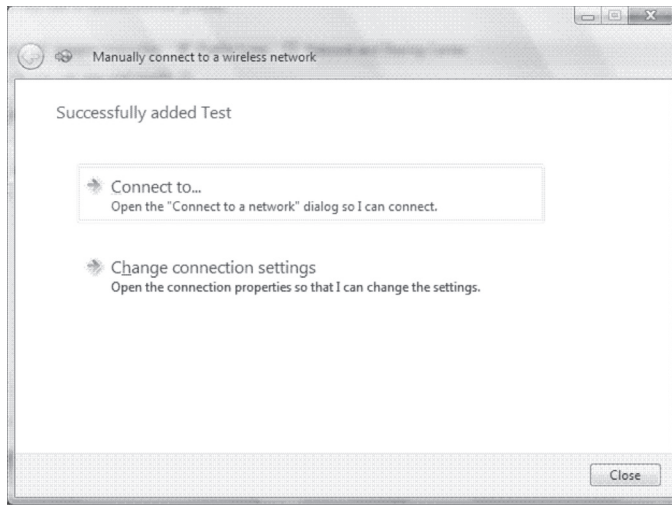 Manually connect to a wireless network
Successfully added Test
Connect to...
Open the "Connect to a network" dialog so I can connect.
Change connection settings
Open the connection properties so that I can change the settings.
Close